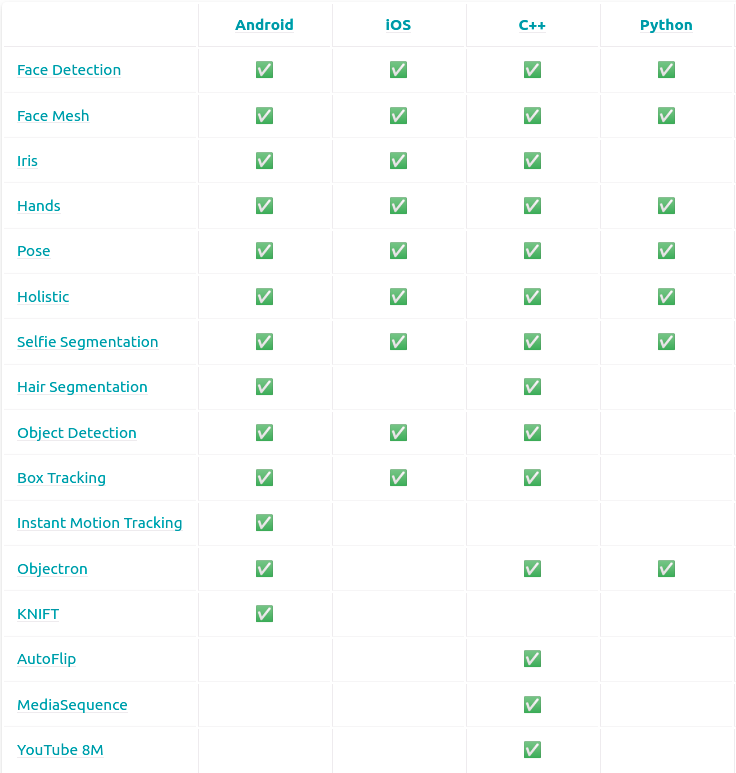 Android iOS C++ Python
Face Detection ✅ ✅ ✅ ✅
Face Mesh ✅ ✅ ✅ ✅
Iris ✅ ✅ ✅
Hands ✅ ✅ ✅ ✅
Pose ✅ ✅ ✅ ✅
Holistic ✅ ✅ ✅ ✅
Selfie Segmentation ✅ ✅ ✅ ✅
Hair Segmentation ✅ ✅
Object Detection ✅ ✅ ✅
Box Tracking ✅ ✅ ✅
Instant Motion Tracking ✅
Objectron ✅ ✅ ✅
KNIFT ✅
AutoFlip ✅
MediaSequence ✅
YouTube 8M ✅